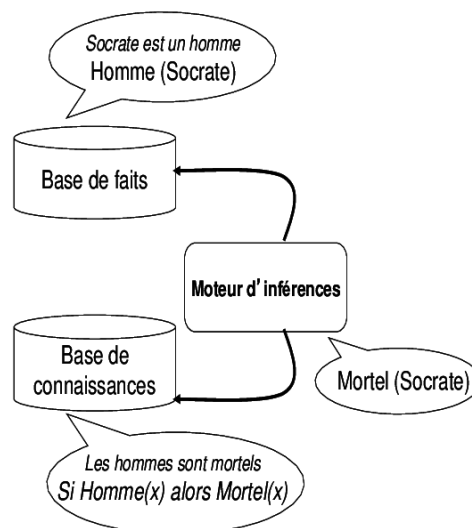 Socrate est un homme
Homme (Socrate)
Base de faits
Moteur d' inférences
Base de
connaissances
Mortel (Socrate)
Les hommes sont mortels
Si Homme(x) alors Mortel(x)